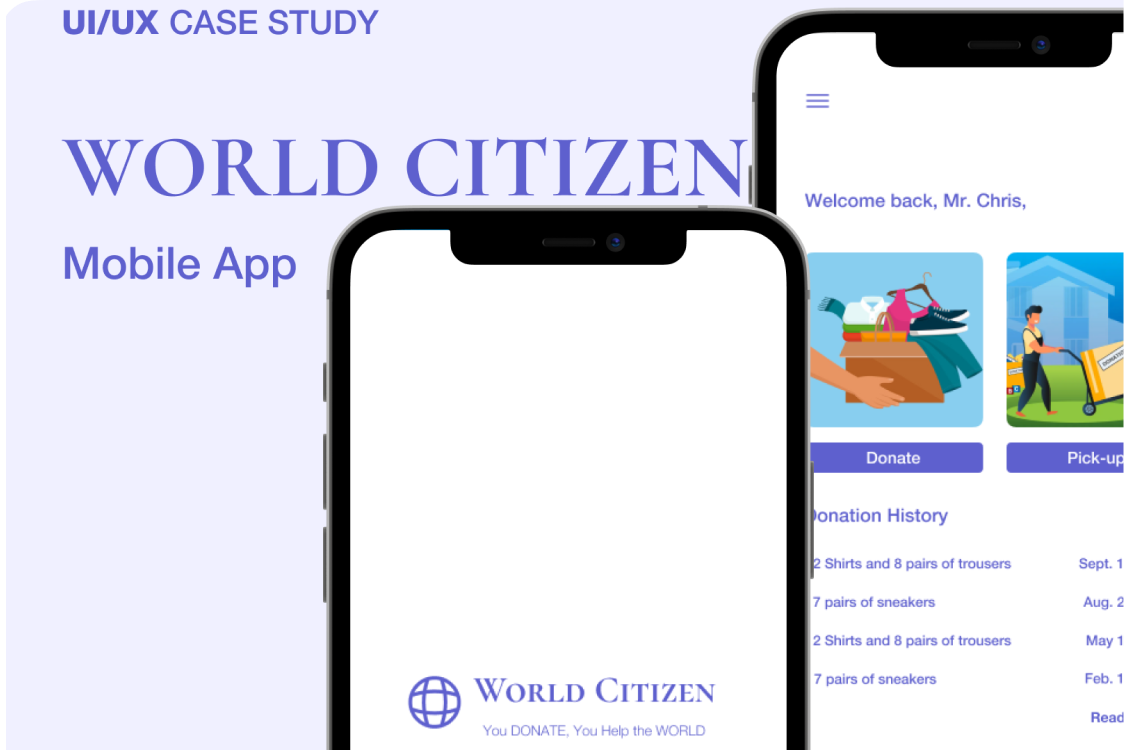 UI/UX CASE STUDY
WORLD CITIZEN
Mobile App
WORLD CITIZEN
You DONATE, You Help the WORLD
Welcome back, Mr. Chris,
Donate
Pick-up
Donation History
2 Shirts and 8 pairs of trousers Sept. 1
7 pairs of sneakers Aug. 2
2 Shirts and 8 pairs of trousers May 1
7 pairs of sneakers Feb. 1
Read